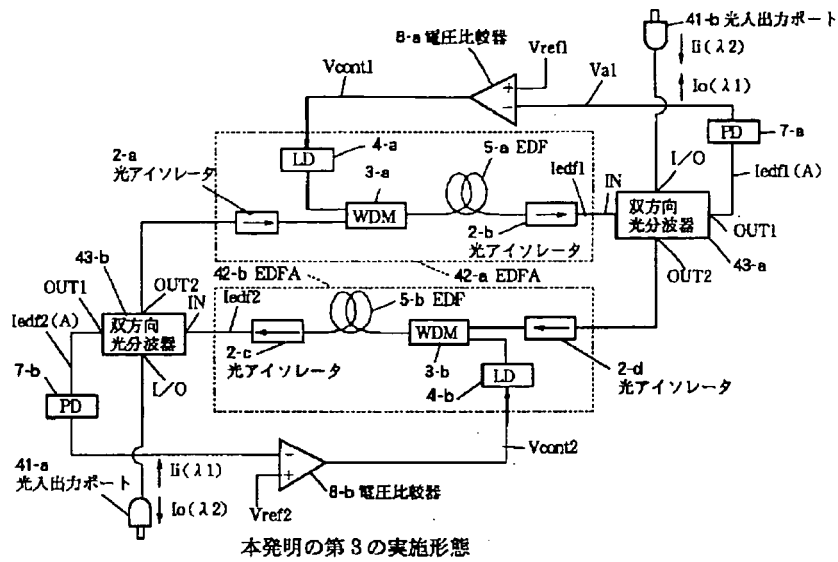 41-b 光入出力ポート
8-a 電圧比較器
Vref1
Ii(λ2)
Vcont1
Va1
Io(λ1)
+
−
4-a
PD
7-a
2-a
光アイソレータ
LD
3-a
5-a EDF
Iedf1
IN
I/O
Iedf1(A)
WDM
2-b
光アイソレータ
双方向
光分波器
OUT1
43-b
42-b EDFA
42-a EDFA
OUT2
43-a
OUT1
OUT2
IN
Iedf2
5-b EDF
Iedf2(A)
双方向
光分波器
WDM
2-c
光アイソレータ
3-b
2-d
光アイソレータ
7-b
I/O
4-b
LD
PD
Vcont2
41-a
光入出力ポート
Ii(λ1)
−
+
Io(λ2)
Vref2
8-b 電圧比較器
本発明の第3の実施形態